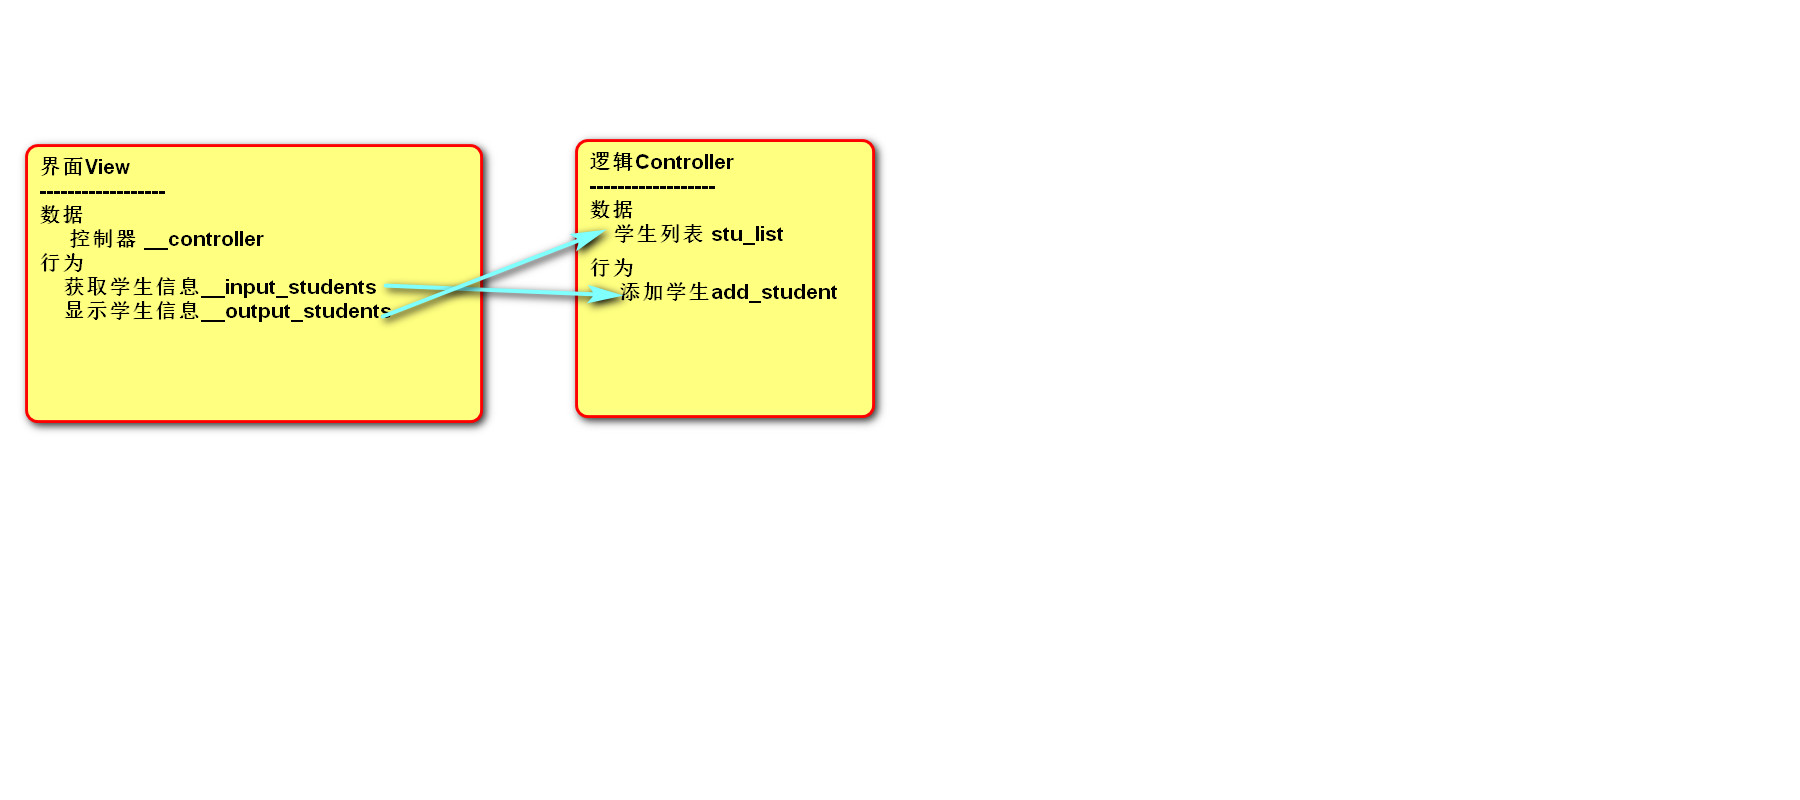 界面View
------------------
数据
控制器 __controller
行为
获取学生信息__input_students
显示学生信息__output_students
逻辑Controller
------------------
数据
学生列表 stu_list
行为
添加学生add_student